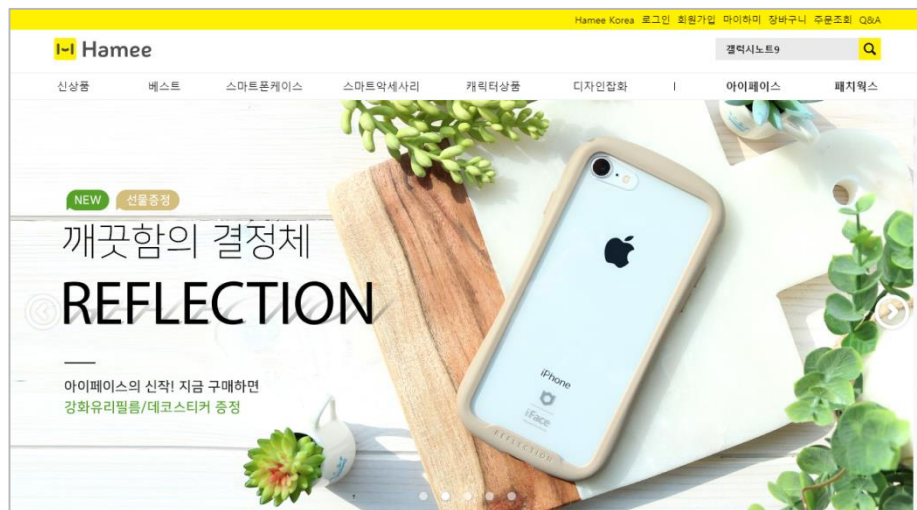 Hamee Korea 로그인 회원가입 마이하미 장바구니 주문조회 Q&A
Hamee
갤럭시노트9
신상품 베스트 스마트폰케이스 스마트악세사리 캐릭터상품 디자인잡화 | 아이페이스 패치웍스
NEW 선물증정
깨끗함의 결정체
REFLECTION
아이페이스의 신작! 지금 구매하면
강화유리필름/데코스티커 증정
iPhone
iFace
REFLECTION